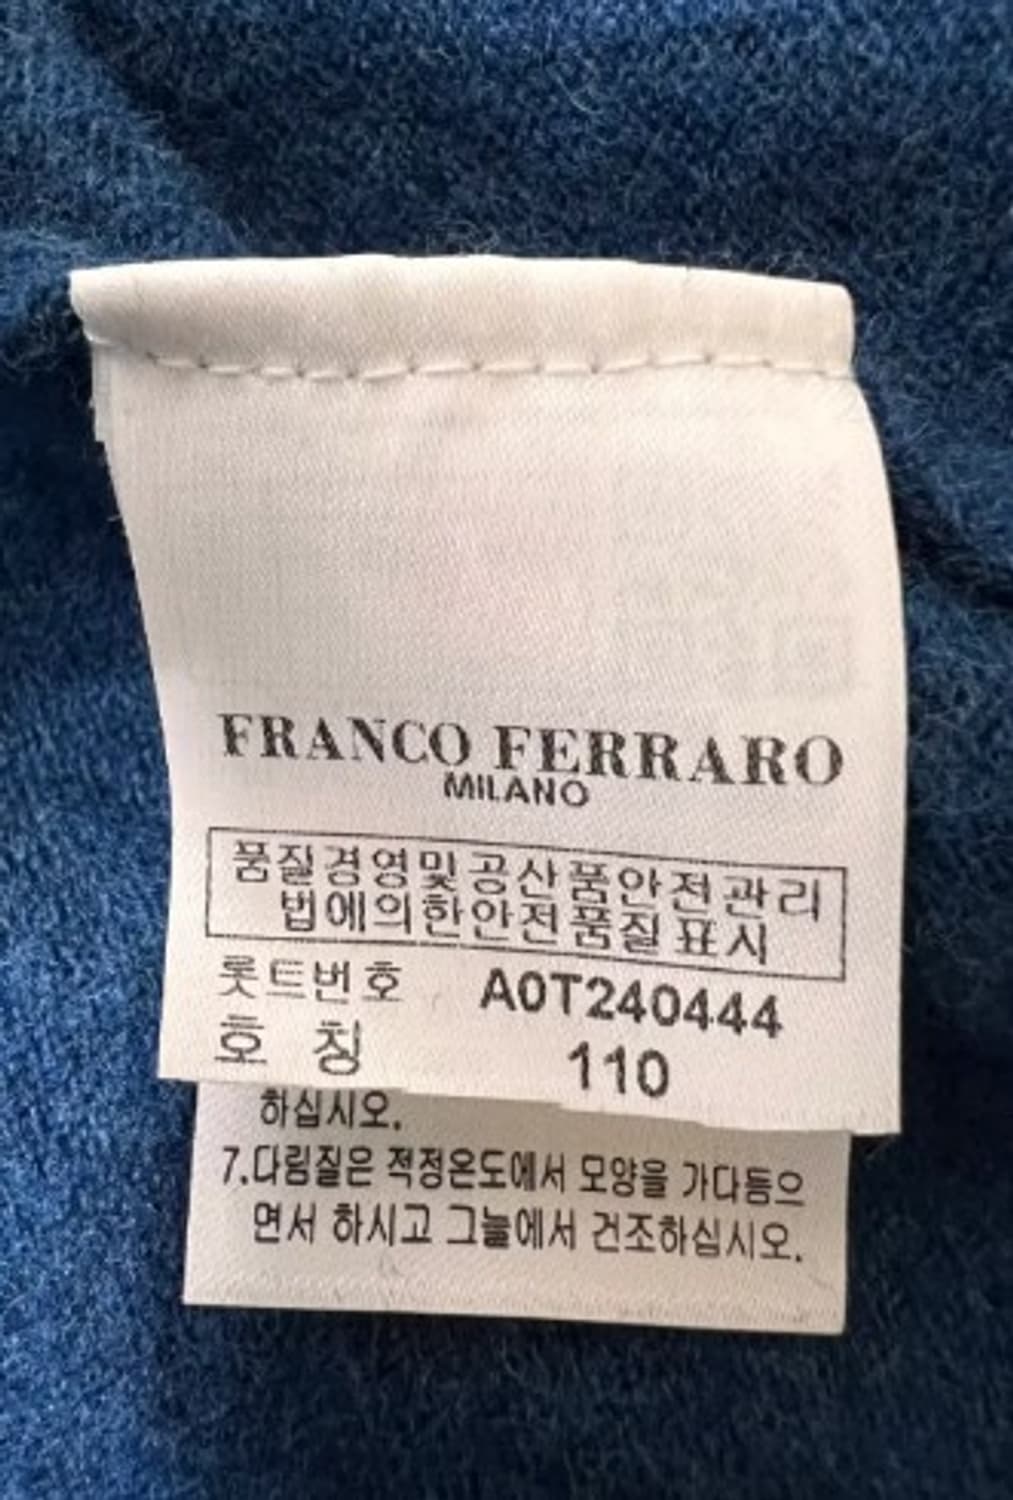 FRANCO FERRARO
MILANO
품질경영및공산품안전관리
법에의한안전품질표시
롯트번호 A0T240444
호 칭 110
하십시오.
7.다림질은 적정온도에서 모양을 가다듬으
면서 하시고 그늘에서 건조하십시오.